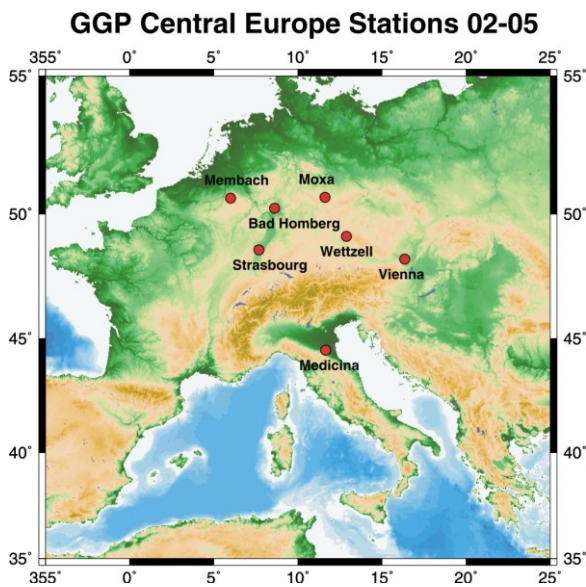 GGP Central Europe Stations 02-05
355° 0° 5° 10° 15° 20° 25°
55° 55°
Membach Moxa
50° 50°
Bad Homberg
Wettzell
Strasbourg
Vienna
45° 45°
Medicina
40° 40°
35° 35°
355° 0° 5° 10° 15° 20° 25°